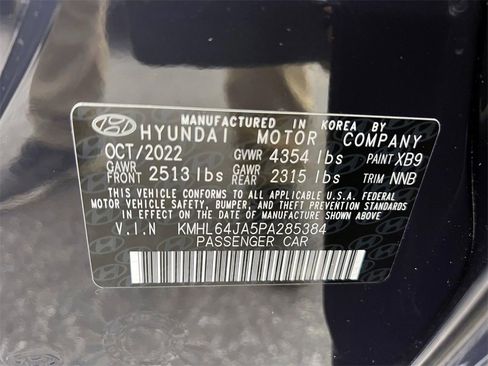 MANUFACTURED IN KOREA BY
HYUNDAI MOTOR COMPANY
OCT/2022 GVWR 4354 lbs PAINT XB9
GAWR FRONT 2513 lbs GAWR REAR 2315 lbs TRIM NNB
THIS VEHICLE CONFORMS TO ALL APPLICABLE U.S.A. FEDERAL
MOTOR VEHICLE SAFETY, BUMPER, AND THEFT PREVENTION STANDARDS
IN EFFECT ON THE DATE OF MANUFACTURE SHOWN ABOVE.
V.I.N KMHL64JA5PA285384
PASSENGER CAR